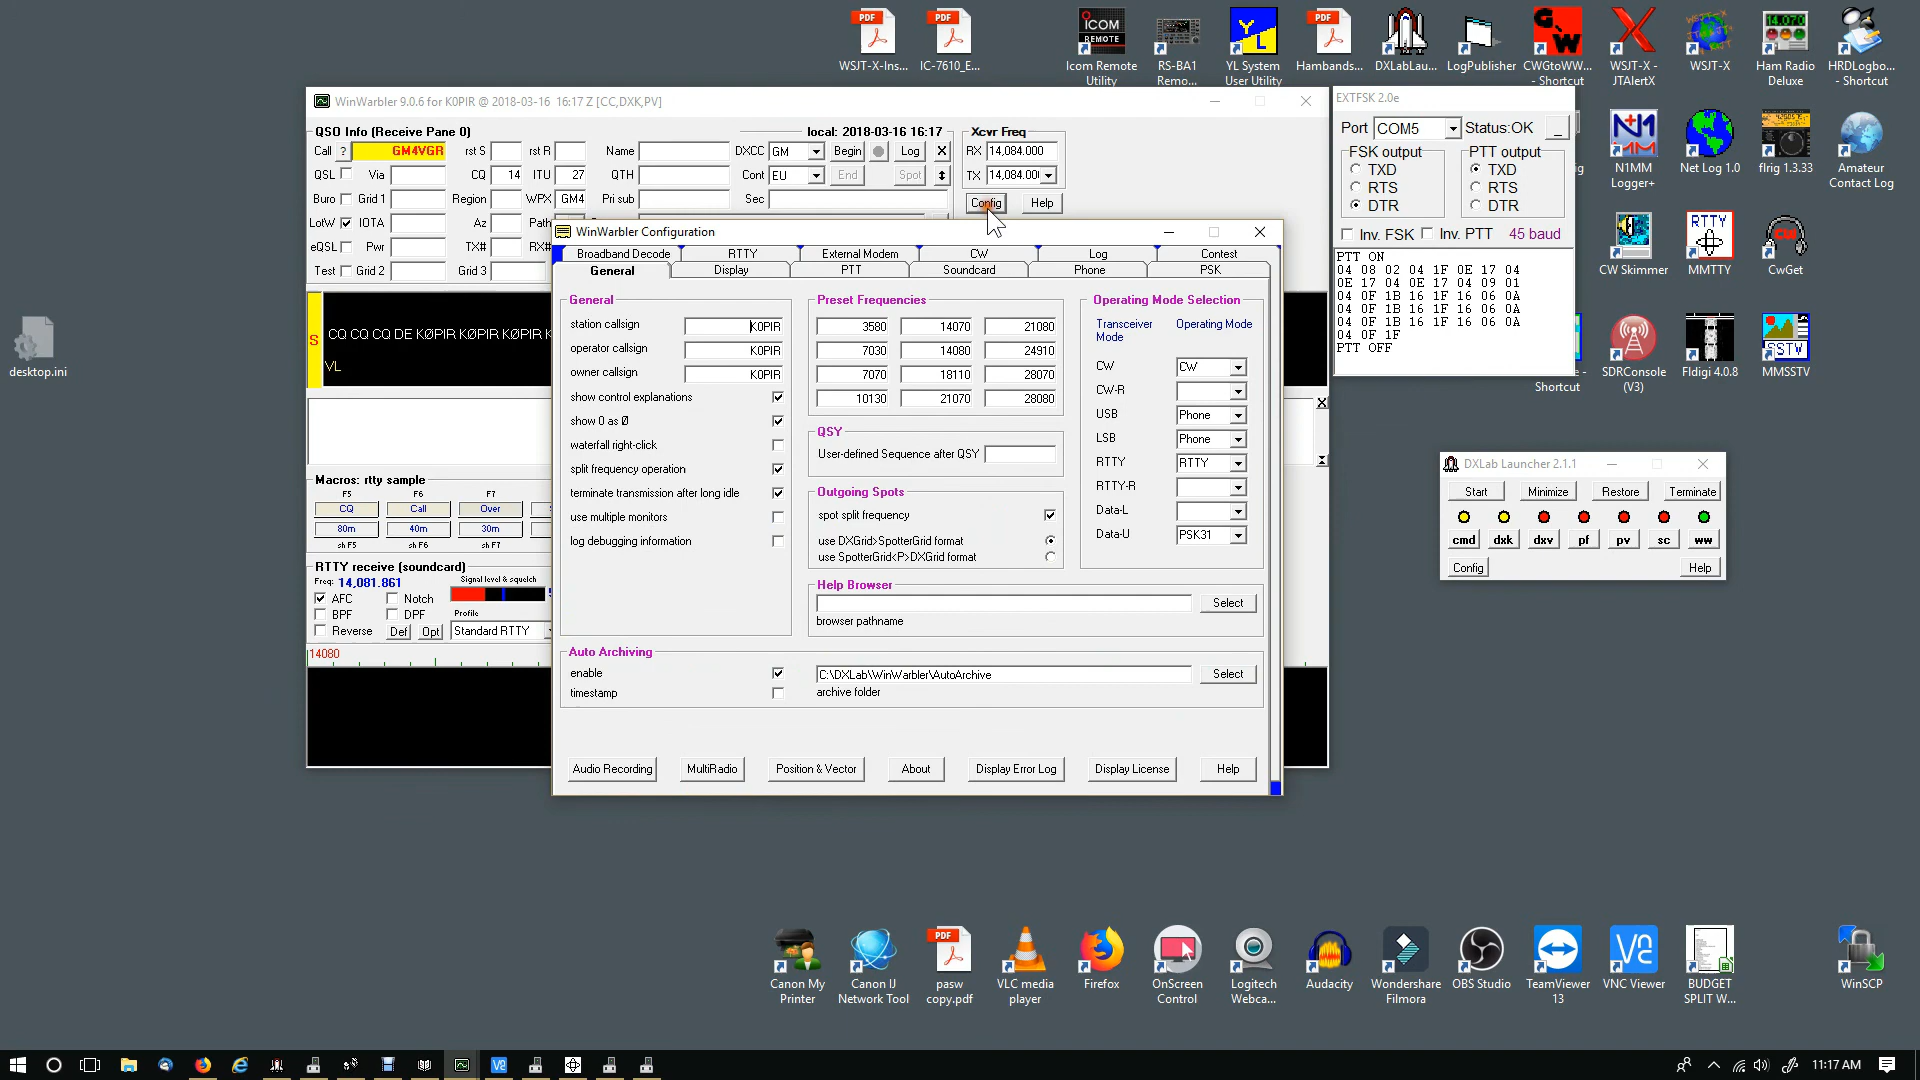 WSJT-X-Ins...
IC-7610_E...
Icom Remote Utility
RS-BA1 Remo...
YL System User Utility
Hambands...
DXLabLau...
LogPublisher
CWGtoWW... - Shortcut
WSJT-X - JTAlertX
WSJT-X
Ham Radio Deluxe
HRDLogbo... - Shortcut
WinWarbler 9.0.6 for K0PIR @ 2018-03-16 16:17 Z [CC,DXK,PV]
QSO Info (Receive Pane 0)
local: 2018-03-16 16:17
Xcvr Freq
Call ? GM4VGR rst S rst R Name DXCC GM Begin Log X RX 14,084.000
QSL Via CQ 14 ITU 27 QTH Cont EU End Spot TX 14,084.00
Buro Grid 1 Region WPX GM4 Pri sub Sec Config Help
LotW IOTA Az Path
eQSL Pwr TX# RX#
Test Grid 2 Grid 3
S
CQ CQ CQ DE KØPIR KØPIR KØPIR K
VL
Macros: rtty sample
F5 F6 F7
CQ Call Over
80m 40m 30m
sh F5 sh F6 sh F7
RTTY receive (soundcard)
Freq: 14,081.861 Signal level & squelch
AFC Notch
BPF DPF Profile
Reverse Def Opt Standard RTTY
14080
WinWarbler Configuration
Broadband Decode RTTY External Modem CW Log Contest
General Display PTT Soundcard Phone PSK
General
station callsign K0PIR
operator callsign K0PIR
owner callsign K0PIR
show control explanations
show 0 as Ø
waterfall right-click
split frequency operation
terminate transmission after long idle
use multiple monitors
log debugging information
Preset Frequencies
3580 14070 21080
7030 14080 24910
7070 18110 28070
10130 21070 28080
QSY
User-defined Sequence after QSY
Outgoing Spots
spot split frequency
use DXGrid>SpotterGrid format
use SpotterGrid<P>DXGrid format
Operating Mode Selection
Transceiver Mode Operating Mode
CW CW
CW-R
USB Phone
LSB Phone
RTTY RTTY
RTTY-R
Data-L
Data-U PSK31
Help Browser
Select
browser pathname
Auto Archiving
enable C:\DXLab\WinWarbler\AutoArchive Select
timestamp archive folder
Audio Recording MultiRadio Position & Vector About Display Error Log Display License Help
EXTFSK 2.0e
Port COM5 Status:OK _
FSK output PTT output
TXD TXD
RTS RTS
DTR DTR
Inv. FSK Inv. PTT 45 baud
PTT ON
04 08 02 04 1F 0E 17 04
0E 17 04 0E 17 04 09 01
04 0F 1B 16 1F 16 06 0A
04 0F 1B 16 1F 16 06 0A
04 0F 1B 16 1F 16 06 0A
04 0F 1F
PTT OFF
N1MM Logger+
Net Log 1.0
flrig 1.3.33
Amateur Contact Log
CW Skimmer
RTTY
MMTTY
CwGet
Shortcut
SDRConsole (V3)
Fldigi 4.0.8
SSTV
MMSSTV
desktop.ini
DXLab Launcher 2.1.1
Start Minimize Restore Terminate
cmd dxk dxv pf pv sc ww
Config Help
Canon My Printer
Canon IJ Network Tool
pasw copy.pdf
VLC media player
Firefox
OnScreen Control
Logitech Webca...
Audacity
Wondershare Filmora
OBS Studio
TeamViewer 13
VNC Viewer
BUDGET SPLIT W...
WinSCP
11:17 AM